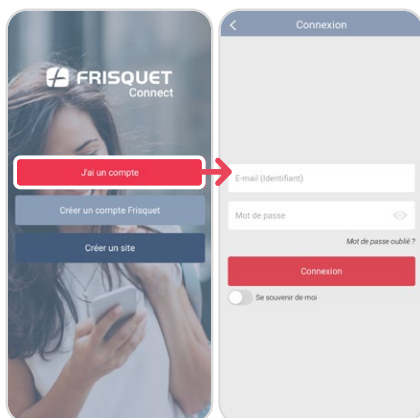 FRISQUET
Connect
J'ai un compte
Créer un compte Frisquet
Créer un site
Connexion
E-mail (Identifiant)
Mot de passe
Mot de passe oublié ?
Connexion
Se souvenir de moi